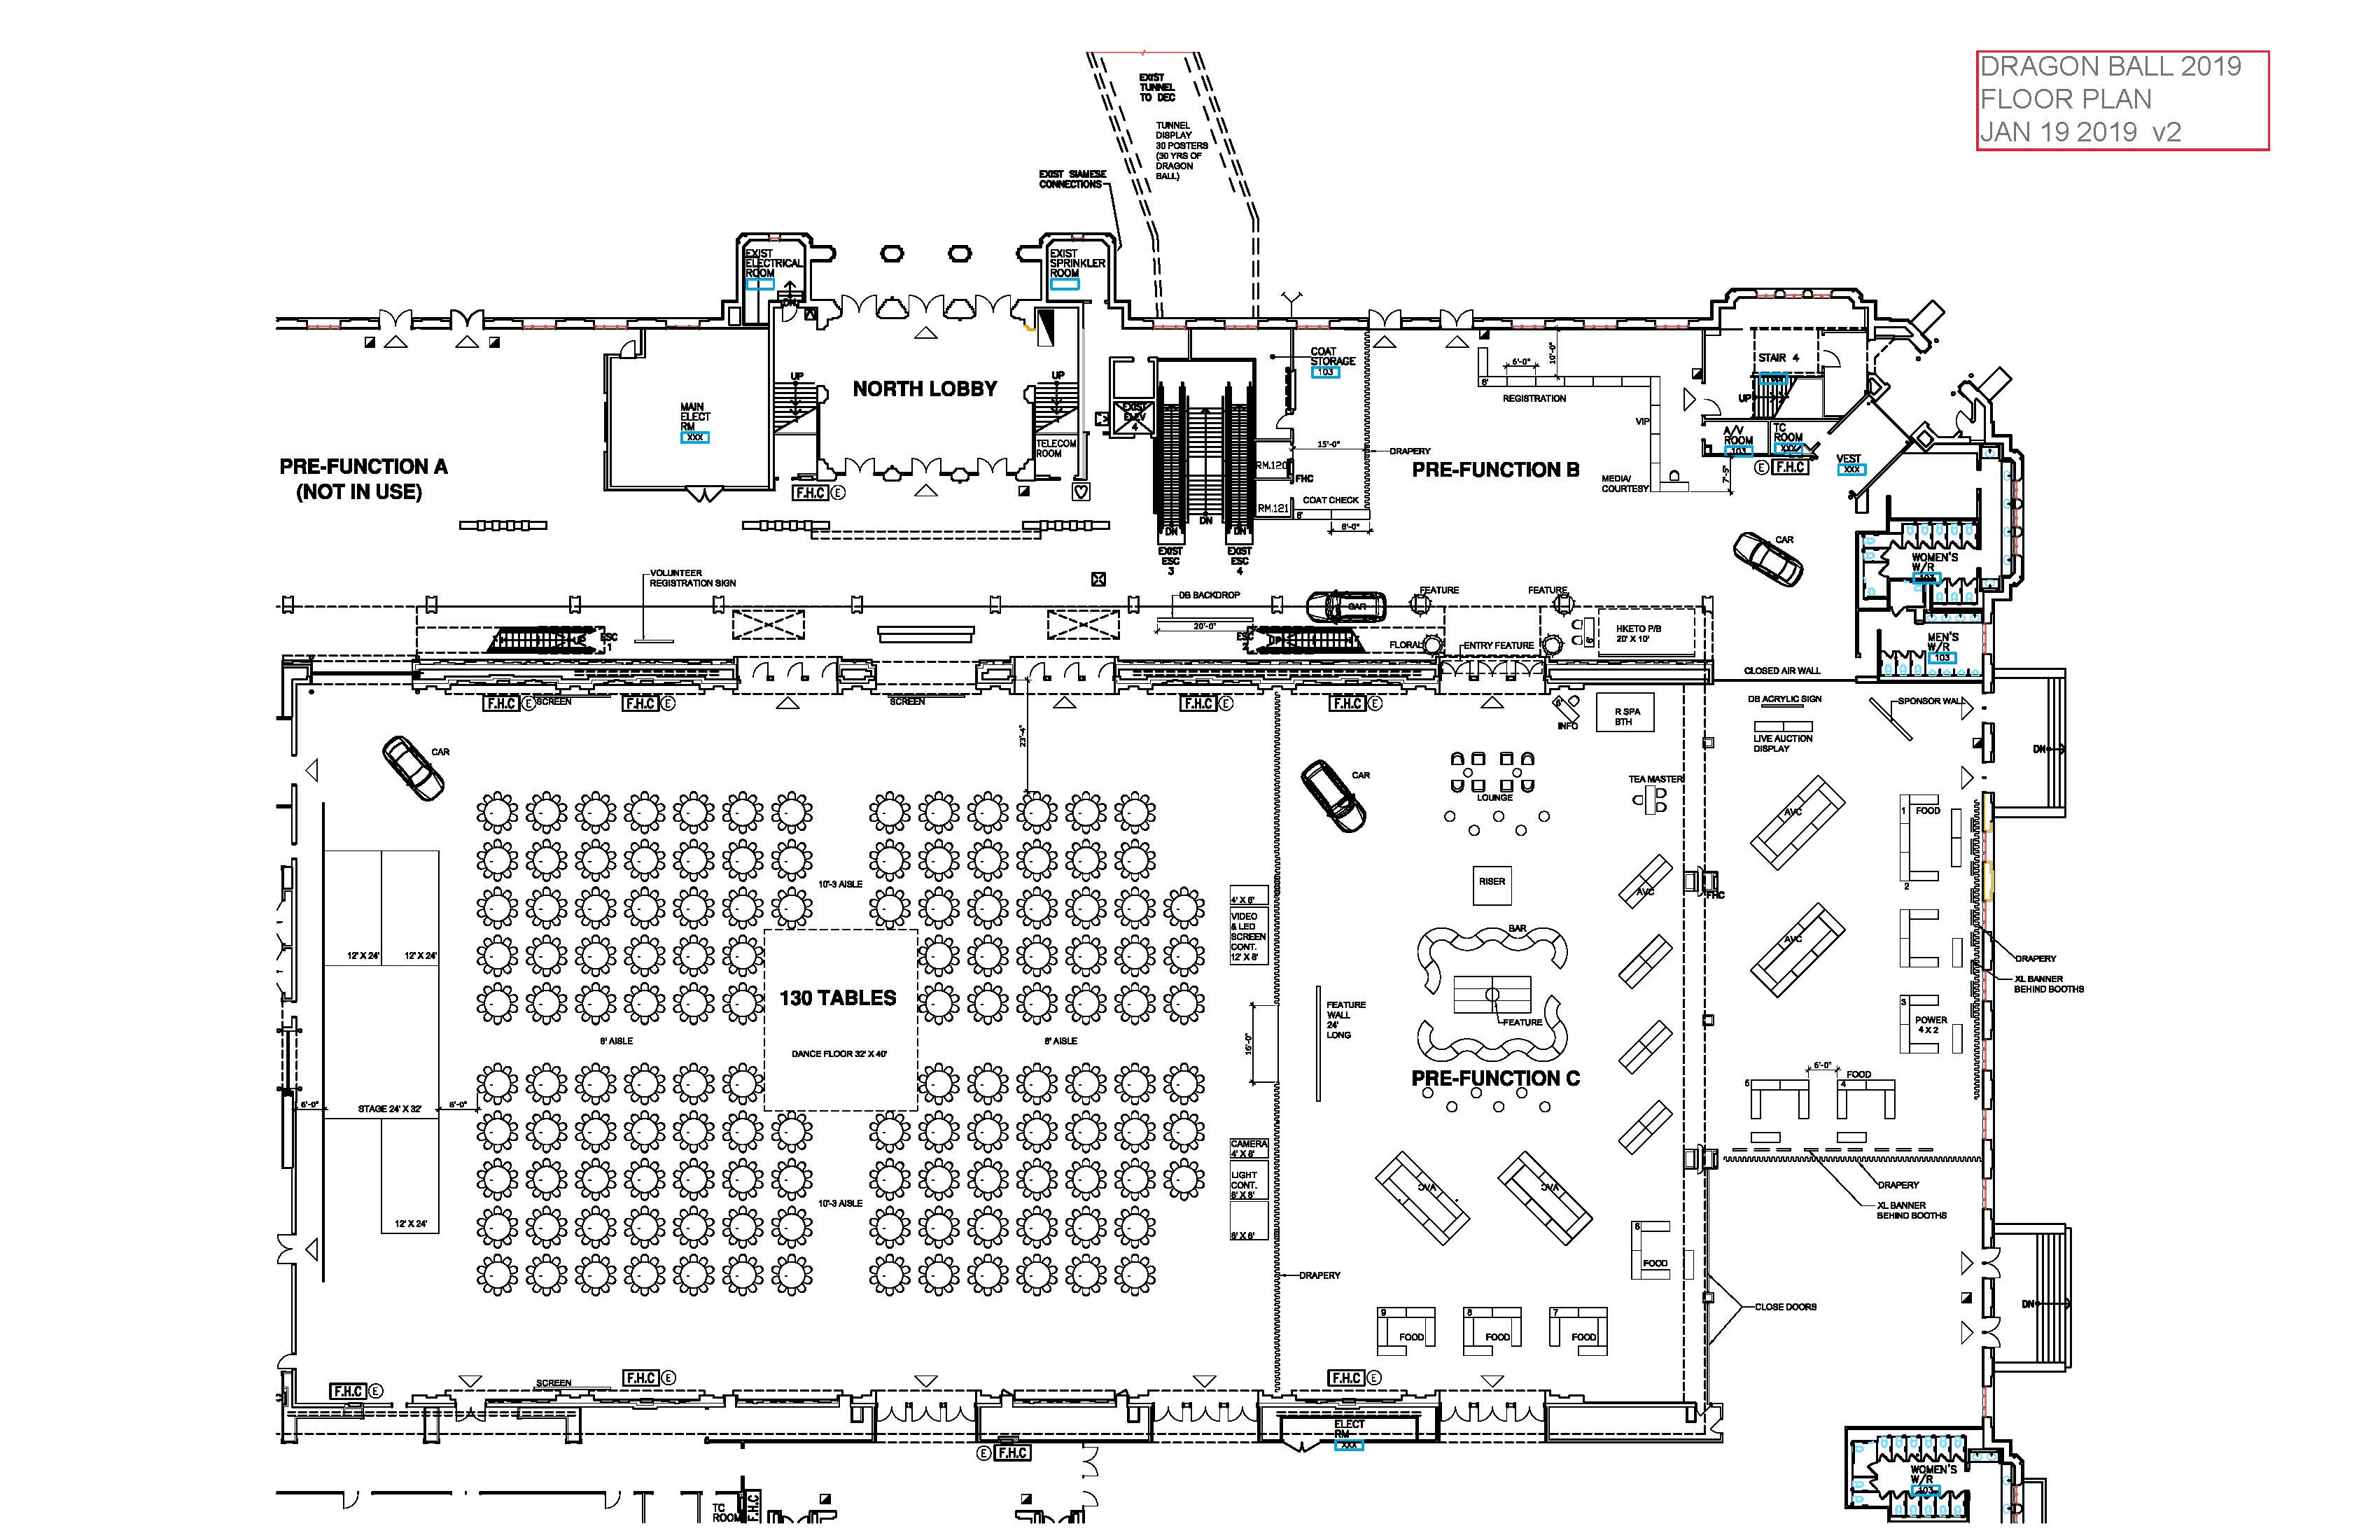 DRAGON BALL 2019
FLOOR PLAN
JAN 19 2019 v2
EXIST
TUNNEL
TO DEC
TUNNEL
DISPLAY
30 POSTERS
(30 YRS OF
DRAGON
BALL)
EXIST SIAMESE
CONNECTIONS
EXIST
ELECTRICAL
ROOM
DN
EXIST
SPRINKLER
ROOM
MAIN
ELECT
RM
XXX
UP
NORTH LOBBY
UP
TELECOM
ROOM
EXIST
ELEV
4
COAT
STORAGE
103
6'-0"
10'-0"
6'
REGISTRATION
VIP
STAIR 4
UP
A/V
ROOM
103
TC
ROOM
XXX
E F.H.C
VEST
XXX
PRE-FUNCTION A
(NOT IN USE)
F.H.C E
15'-0"
DRAPERY
PRE-FUNCTION B
RM.120
FHC
RM.121
COAT CHECK
8'
8'-0"
MEDIA/
COURTESY
7'-5"
DN
DN
DN
EXIST
ESC
3
EXIST
ESC
4
CAR
WOMEN'S
W/R
103
MEN'S
W/R
103
VOLUNTEER
REGISTRATION SIGN
DB BACKDROP
20'-0"
CAR
FEATURE
FEATURE
UP
ESC
1
ESC
2
UP
FLORAL
ENTRY FEATURE
6'
HKETO P/B
20' X 10'
CLOSED AIR WALL
F.H.C E
SCREEN
F.H.C E
SCREEN
F.H.C E
F.H.C E
6'
INFO
R SPA
BTH
DB ACRYLIC SIGN
SPONSOR WALL
LIVE AUCTION
DISPLAY
DN
23'-4"
CAR
CAR
LOUNGE
TEA MASTER
AVC
1
FOOD
2
10'-3 AISLE
RISER
AVC
FHC
4' X 8'
VIDEO
& LED
SCREEN
CONT.
12' X 8'
BAR
AVC
DRAPERY
XL BANNER
BEHIND BOOTHS
12' X 24'
12' X 24'
130 TABLES
FEATURE
WALL
24'
LONG
16'-0"
FEATURE
3
POWER
4 X 2
8' AISLE
8' AISLE
DANCE FLOOR 32' X 40'
PRE-FUNCTION C
6'-0"
5
FOOD
4
6'-0"
STAGE 24' X 32'
8'-0"
CAMERA
4' X 8'
LIGHT
CONT.
8' X 8'
AVC
AVC
DRAPERY
XL BANNER
BEHIND BOOTHS
10'-3 AISLE
12' X 24'
6
FOOD
DRAPERY
CLOSE DOORS
DN
9
FOOD
8
FOOD
7
FOOD
F.H.C E
SCREEN
F.H.C E
F.H.C E
ELECT
RM
XXX
E F.H.C
TC
ROOM
F.H.C
WOMEN'S
W/R
103